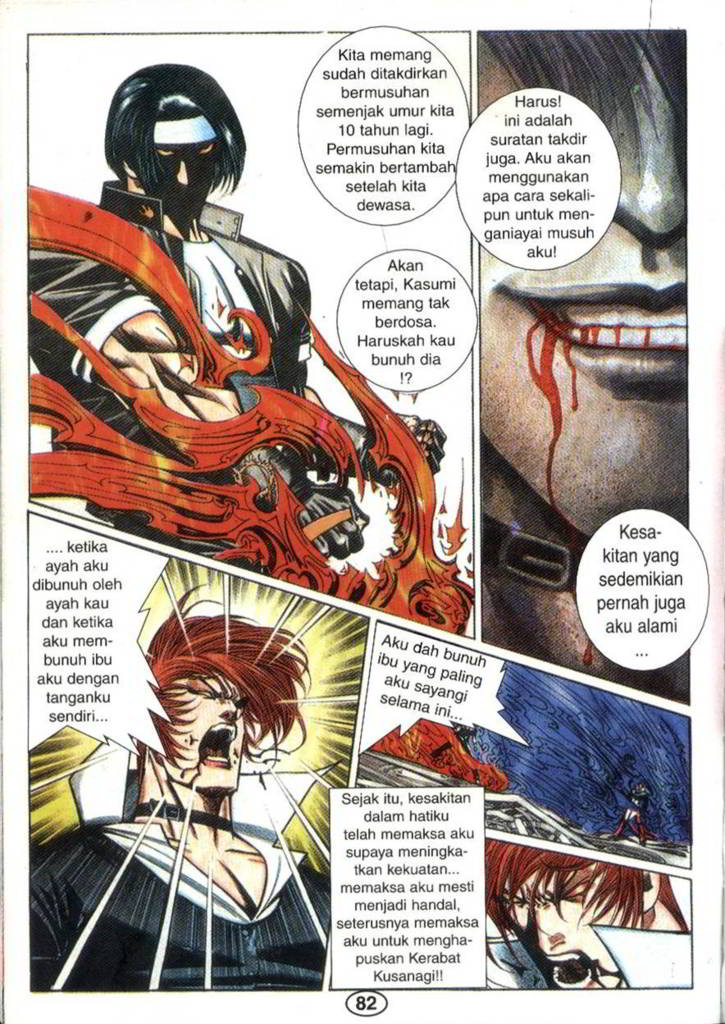 Kita memang
sudah ditakdirkan
bermusuhan
semenjak umur kita
10 tahun lagi.
Permusuhan kita
semakin bertambah
setelah kita
dewasa.
Akan
tetapi, Kasumi
memang tak
berdosa.
Haruskah kau
bunuh dia
!?
Harus!
ini adalah
suratan takdir
juga. Aku akan
menggunakan
apa cara sekali-
pun untuk men-
ganiayai musuh
aku!
Kesa-
kitan yang
sedemikian
pernah juga
aku alami
...
.... ketika
ayah aku
dibunuh oleh
ayah kau
dan ketika
aku mem-
bunuh ibu
aku dengan
tanganku
sendiri...
Aku dah bunuh
ibu yang paling
aku sayangi
selama ini...
Sejak itu, kesakitan
dalam hatiku
telah memaksa aku
supaya meningka-
tkan kekuatan...
memaksa aku mesti
menjadi handal,
seterusnya memaksa
aku untuk mengha-
puskan Kerabat
Kusanagi!!
82